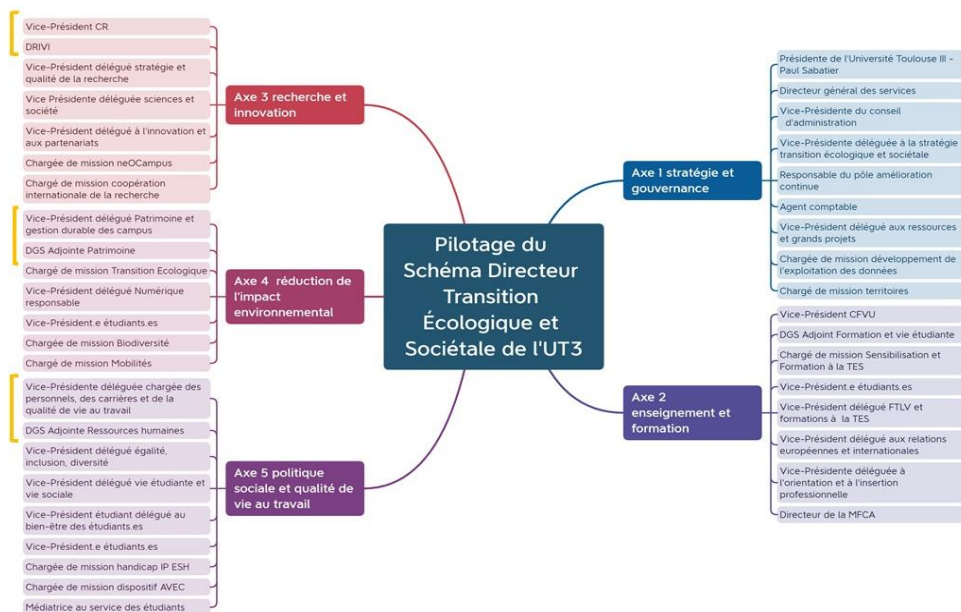 Pilotage du
Schéma Directeur
Transition
Écologique et
Sociétale de l'UT3
Axe 1 stratégie et
gouvernance
Présidente de l'Université Toulouse III -
Paul Sabatier
Directeur général des services
Vice-Présidente du conseil
d'administration
Vice-Présidente déléguée à la stratégie
transition écologique et sociétale
Responsable du pôle amélioration
continue
Agent comptable
Vice-Président délégué aux ressources
et grands projets
Chargée de mission développement de
l'exploitation des données
Chargé de mission territoires
Axe 2
enseignement et
formation
Vice-Président CFVU
DGS Adjoint Formation et vie étudiante
Chargé de mission Sensibilisation et
Formation à la TES
Vice-Président.e étudiants.es
Vice-Président délégué FTLV et
formations à la TES
Vice-Président délégué aux relations
européennes et internationales
Vice-Présidente déléguée à
l'orientation et à l'insertion
professionnelle
Directeur de la MFCA
Axe 3 recherche et
innovation
Vice-Président CR
DRIVI
Vice-Président délégué stratégie et
qualité de la recherche
Vice Présidente déléguée sciences et
société
Vice-Président délégué à l'innovation et
aux partenariats
Chargée de mission neOCampus
Chargé de mission coopération
internationale de la recherche
Axe 4 réduction de
l'impact
environnemental
Vice-Président délégué Patrimoine et
gestion durable des campus
DGS Adjointe Patrimoine
Chargé de mission Transition Ecologique
Vice-Président délégué Numérique
responsable
Vice-Président.e étudiants.es
Chargée de mission Biodiversité
Chargé de mission Mobilités
Axe 5 politique
sociale et qualité de
vie au travail
Vice-Présidente déléguée chargée des
personnels, des carrières et de la
qualité de vie au travail
DGS Adjointe Ressources humaines
Vice-Président délégué égalité,
inclusion, diversité
Vice-Président délégué vie étudiante et
vie sociale
Vice-Président étudiant délégué au
bien-être des étudiants.es
Vice-Président.e étudiants.es
Chargée de mission handicap IP ESH
Chargée de mission dispositif AVEC
Médiatrice au service des étudiants